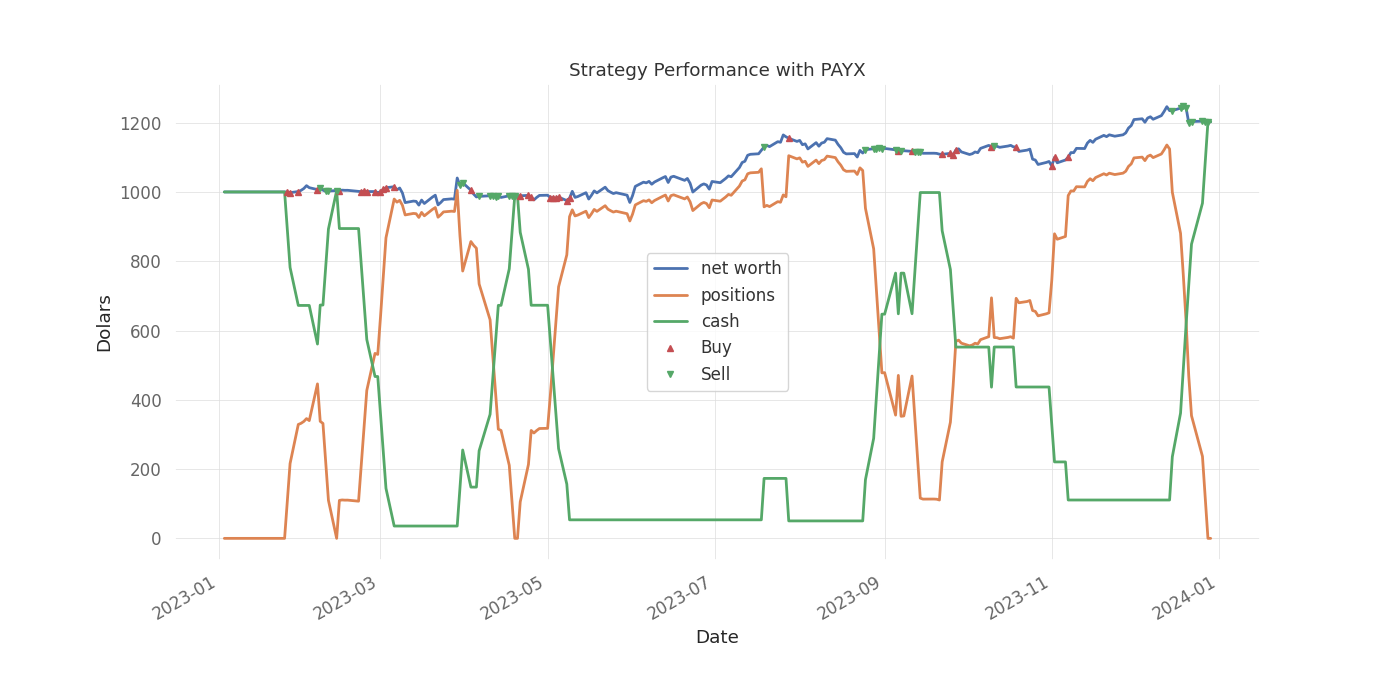 Strategy Performance with PAYX
1200
1000
800
600
400
200
0
Dolars
net worth
positions
cash
Buy
Sell
2023-01
2023-03
2023-05
2023-07
2023-09
2023-11
2024-01
Date